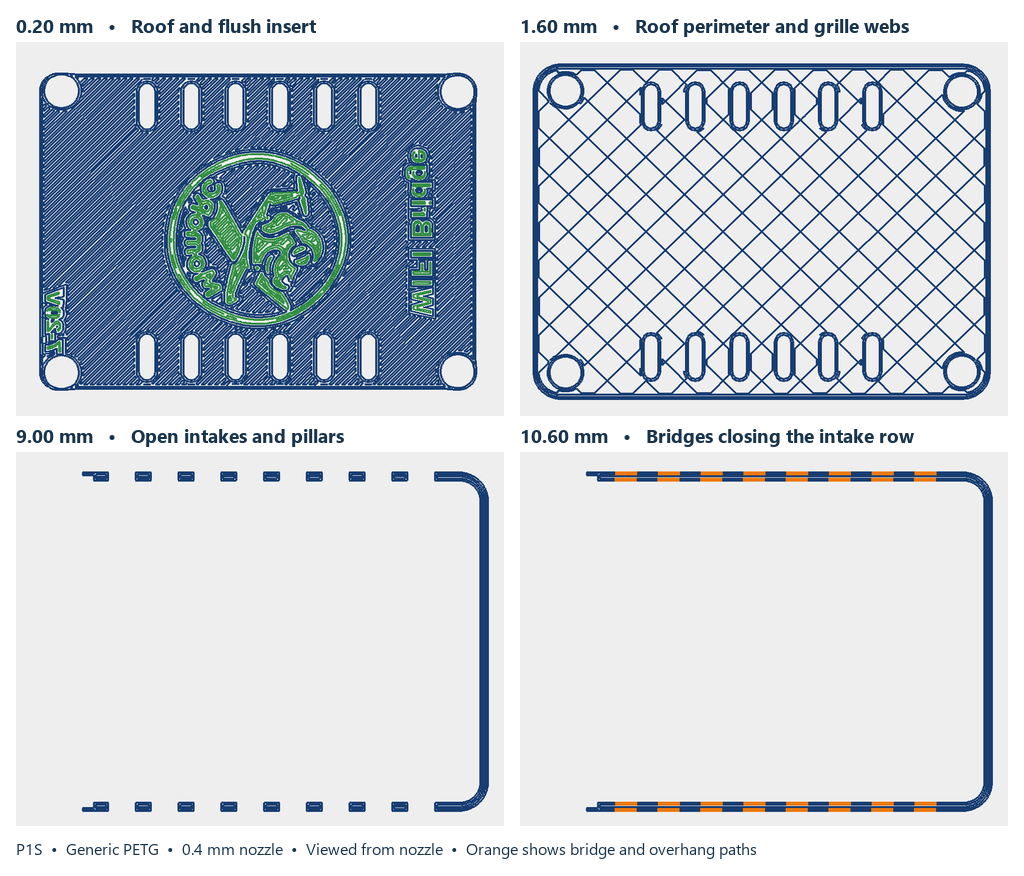 0.20 mm • Roof and flush insert
1.60 mm • Roof perimeter and grille webs
WIFI Bridge
9.00 mm • Open intakes and pillars
10.60 mm • Bridges closing the intake row
P1S • Generic PETG • 0.4 mm nozzle • Viewed from nozzle • Orange shows bridge and overhang paths